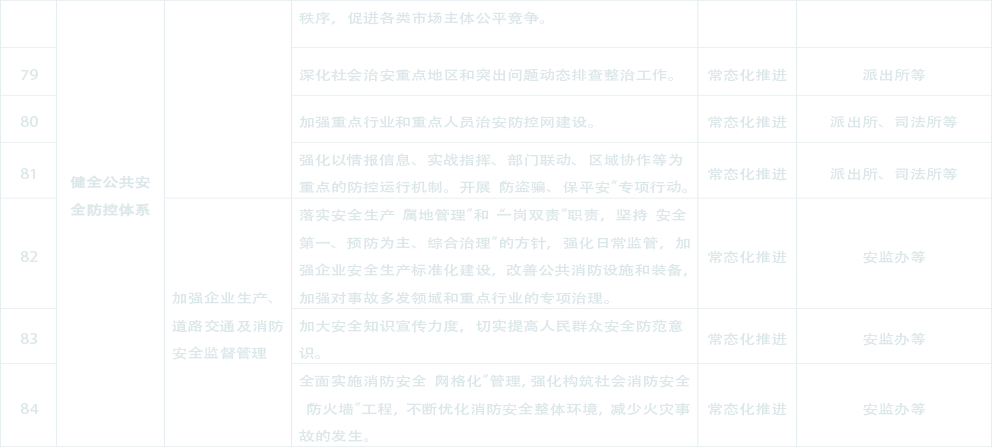 秩序，促进各类市场主体公平竞争。
79
深化社会治安重点地区和突出问题动态排查整治工作。
常态化推进
派出所等
80
加强重点行业和重点人员治安防控网建设。
常态化推进
派出所、司法所等
81
强化以情报信息、实战指挥、部门联动、区域协作等为
重点的防控运行机制。开展“防盗骗、保平安”专项行动。
常态化推进
派出所、司法所等
健全公共安
全防控体系
82
落实安全生产“属地管理”和“一岗双责”职责，坚持“安全
第一、预防为主、综合治理”的方针，强化日常监管，加
强企业安全生产标准化建设，改善公共消防设施和装备，
加强对事故多发领域和重点行业的专项治理。
常态化推进
安监办等
加强企业生产、
道路交通及消防
安全监督管理
83
加大安全知识宣传力度，切实提高人民群众安全防范意
识。
常态化推进
安监办等
84
全面实施消防安全“网格化”管理，强化构筑社会消防安全
“防火墙”工程，不断优化消防安全整体环境，减少火灾事
故的发生。
常态化推进
安监办等